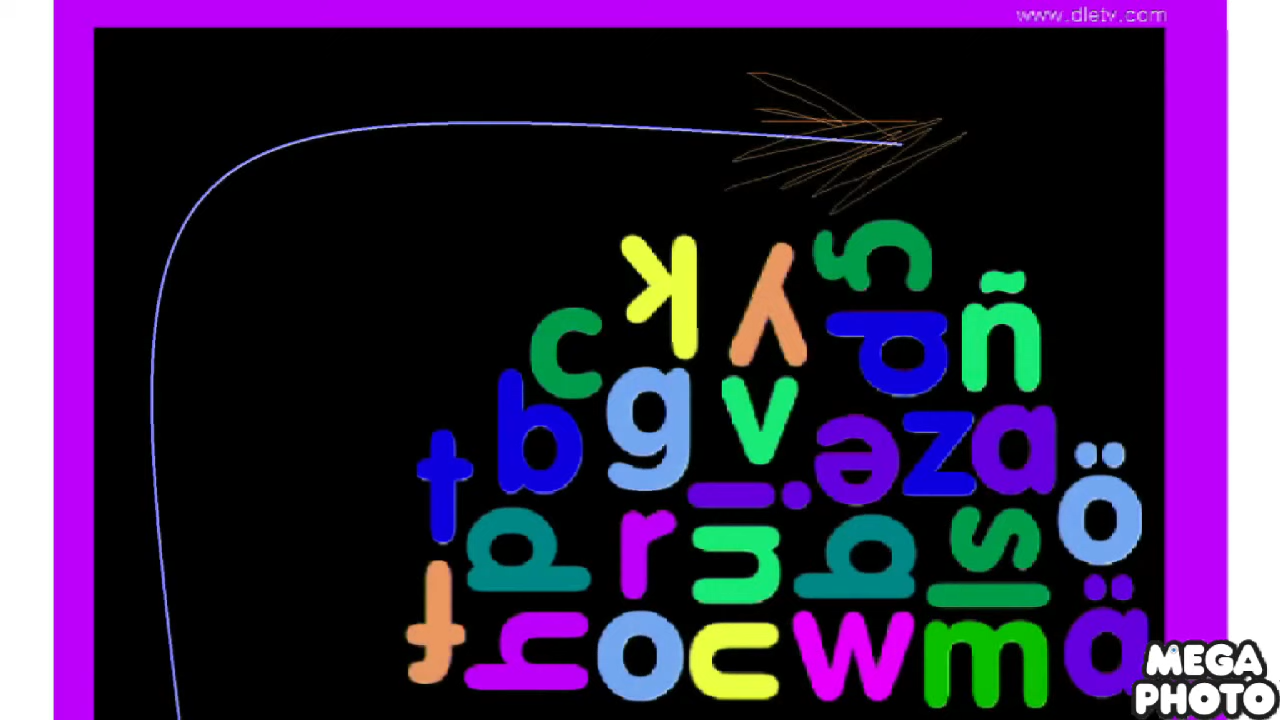 www.dletv.com
k y ç ñ
c d
b g v e z a ö
t i
d r n q s
l ä
f h o u w m
MEGA
PHOTO